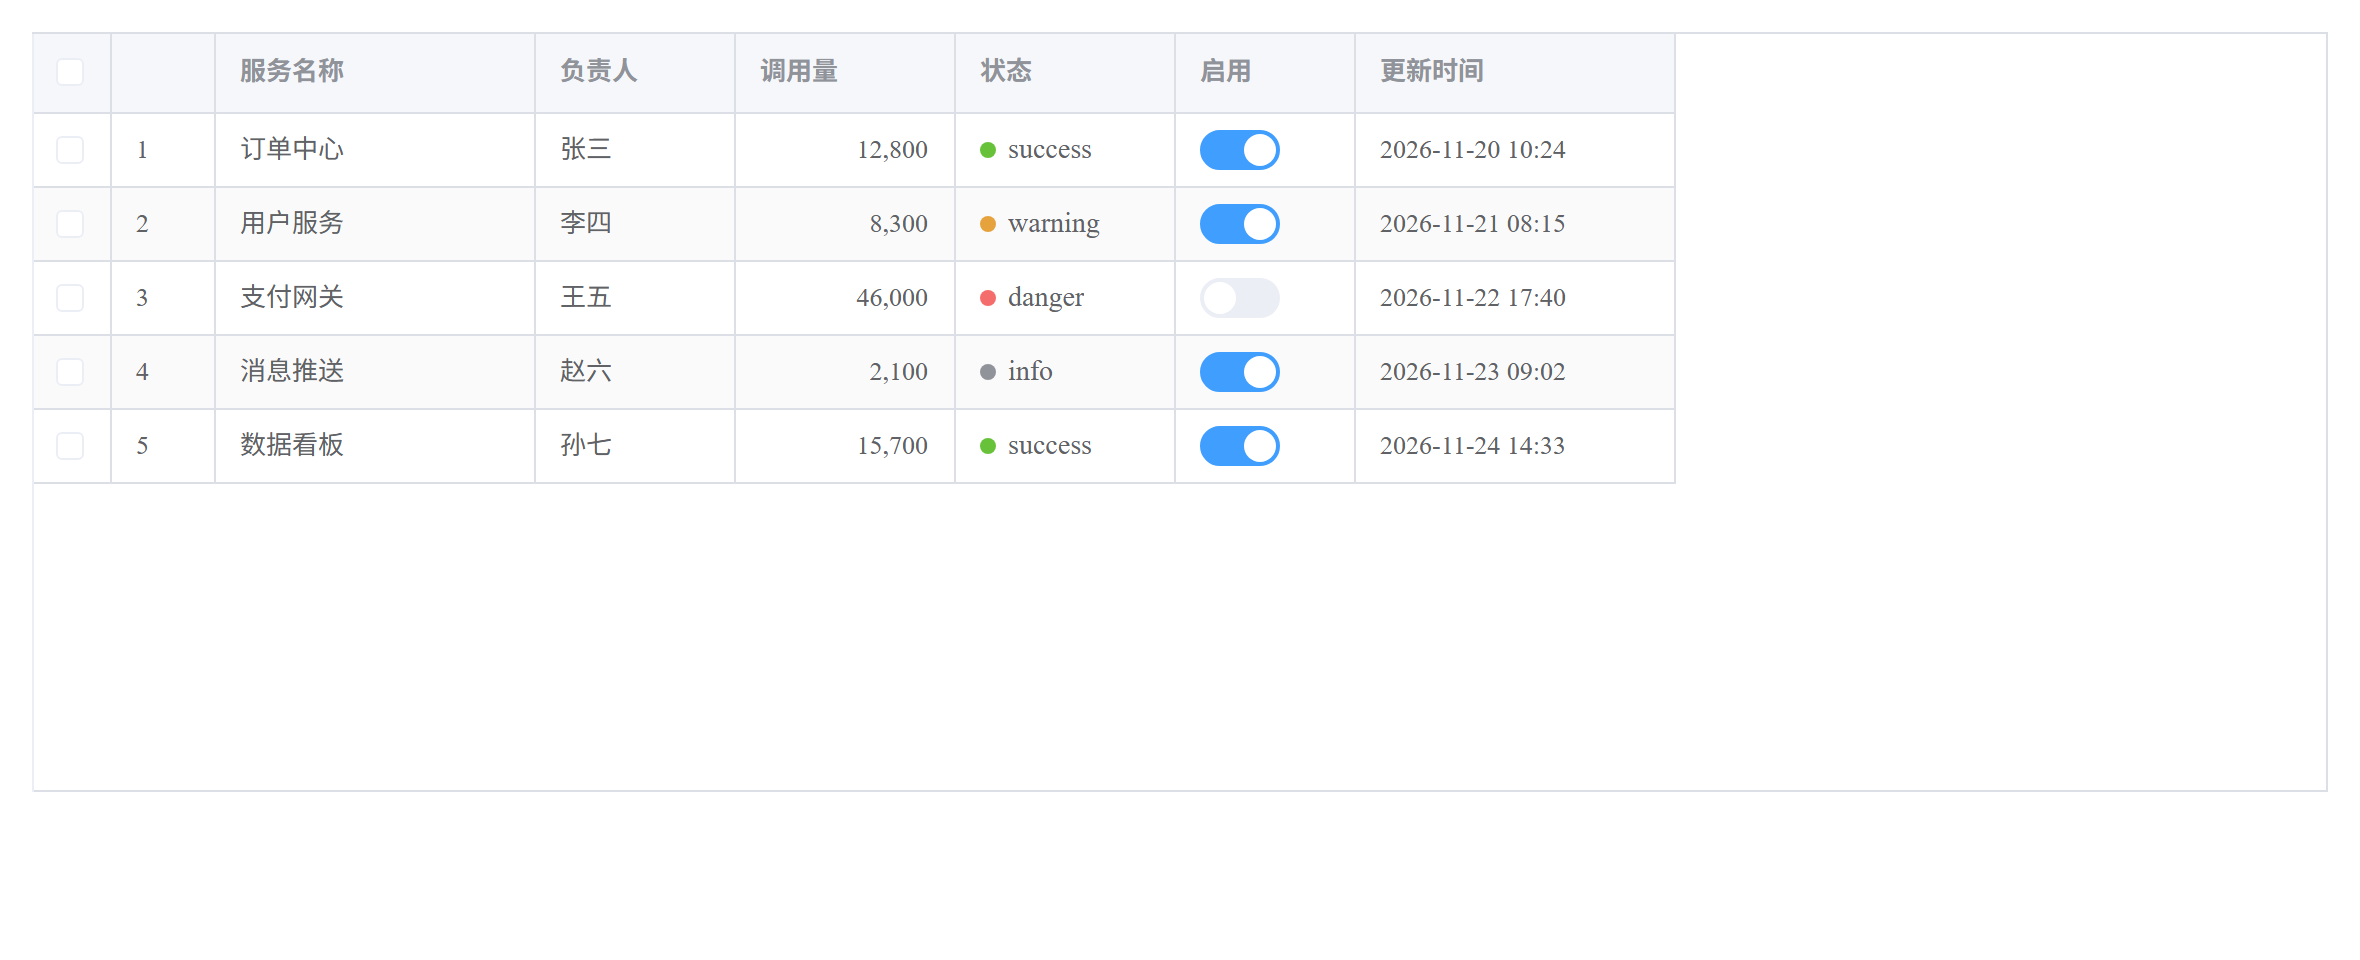 服务名称 负责人 调用量 状态 启用 更新时间
1 订单中心 张三 12,800 success 2026-11-20 10:24
2 用户服务 李四 8,300 warning 2026-11-21 08:15
3 支付网关 王五 46,000 danger 2026-11-22 17:40
4 消息推送 赵六 2,100 info 2026-11-23 09:02
5 数据看板 孙七 15,700 success 2026-11-24 14:33